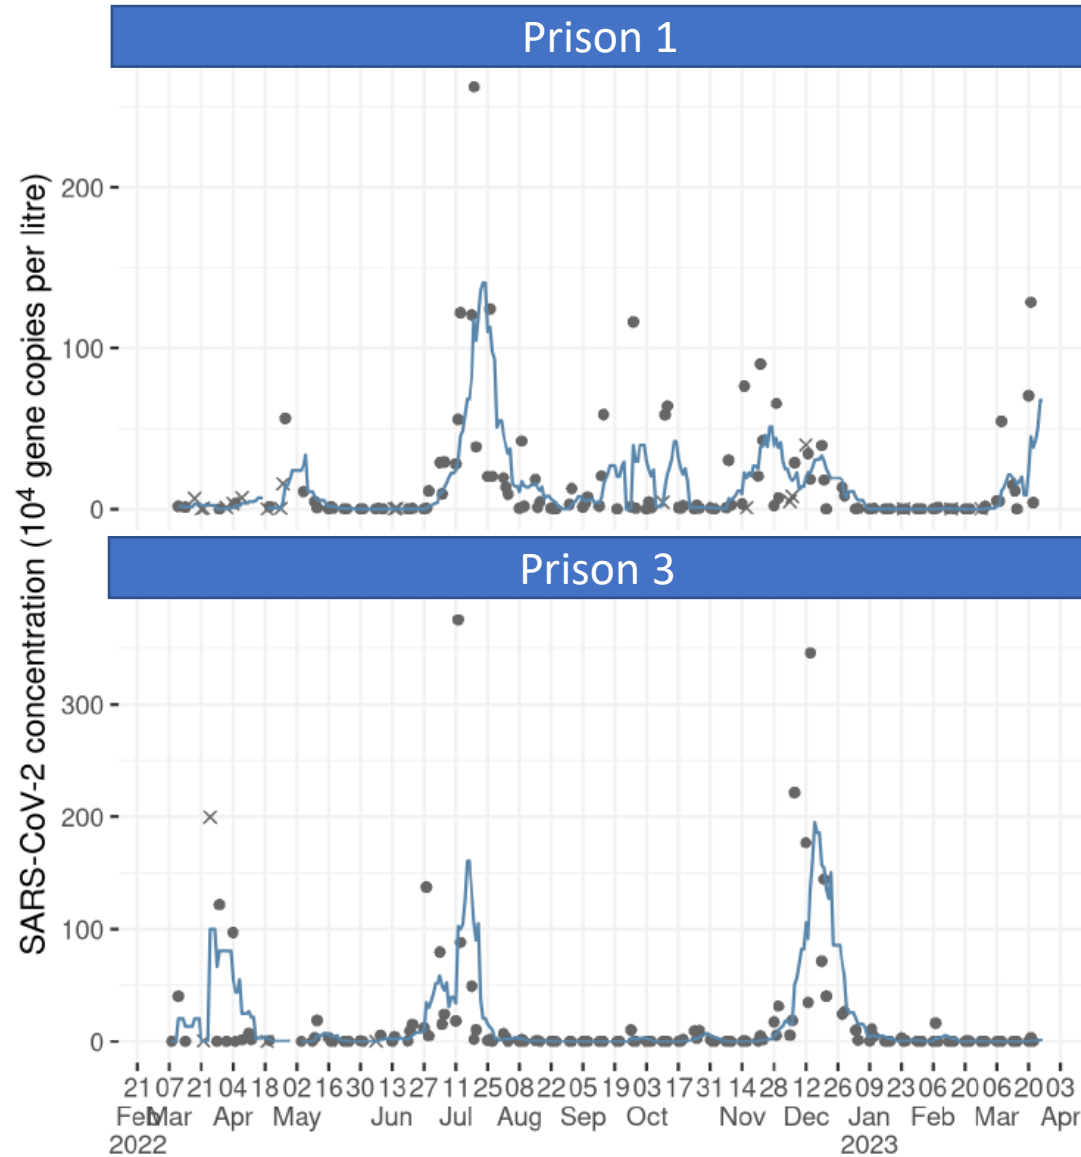 Prison 1
SARS-CoV-2 concentration (10⁴ gene copies per litre)
200
100
0
Prison 3
300
200
100
0
21 07 21 04 18 02 16 30 13 27 11 25 08 22 05 19 03 17 31 14 28 12 26 09 23 06 20 06 20 03
Feb Mar Apr May Jun Jul Aug Sep Oct Nov Dec Jan Feb Mar Apr
2022 2023